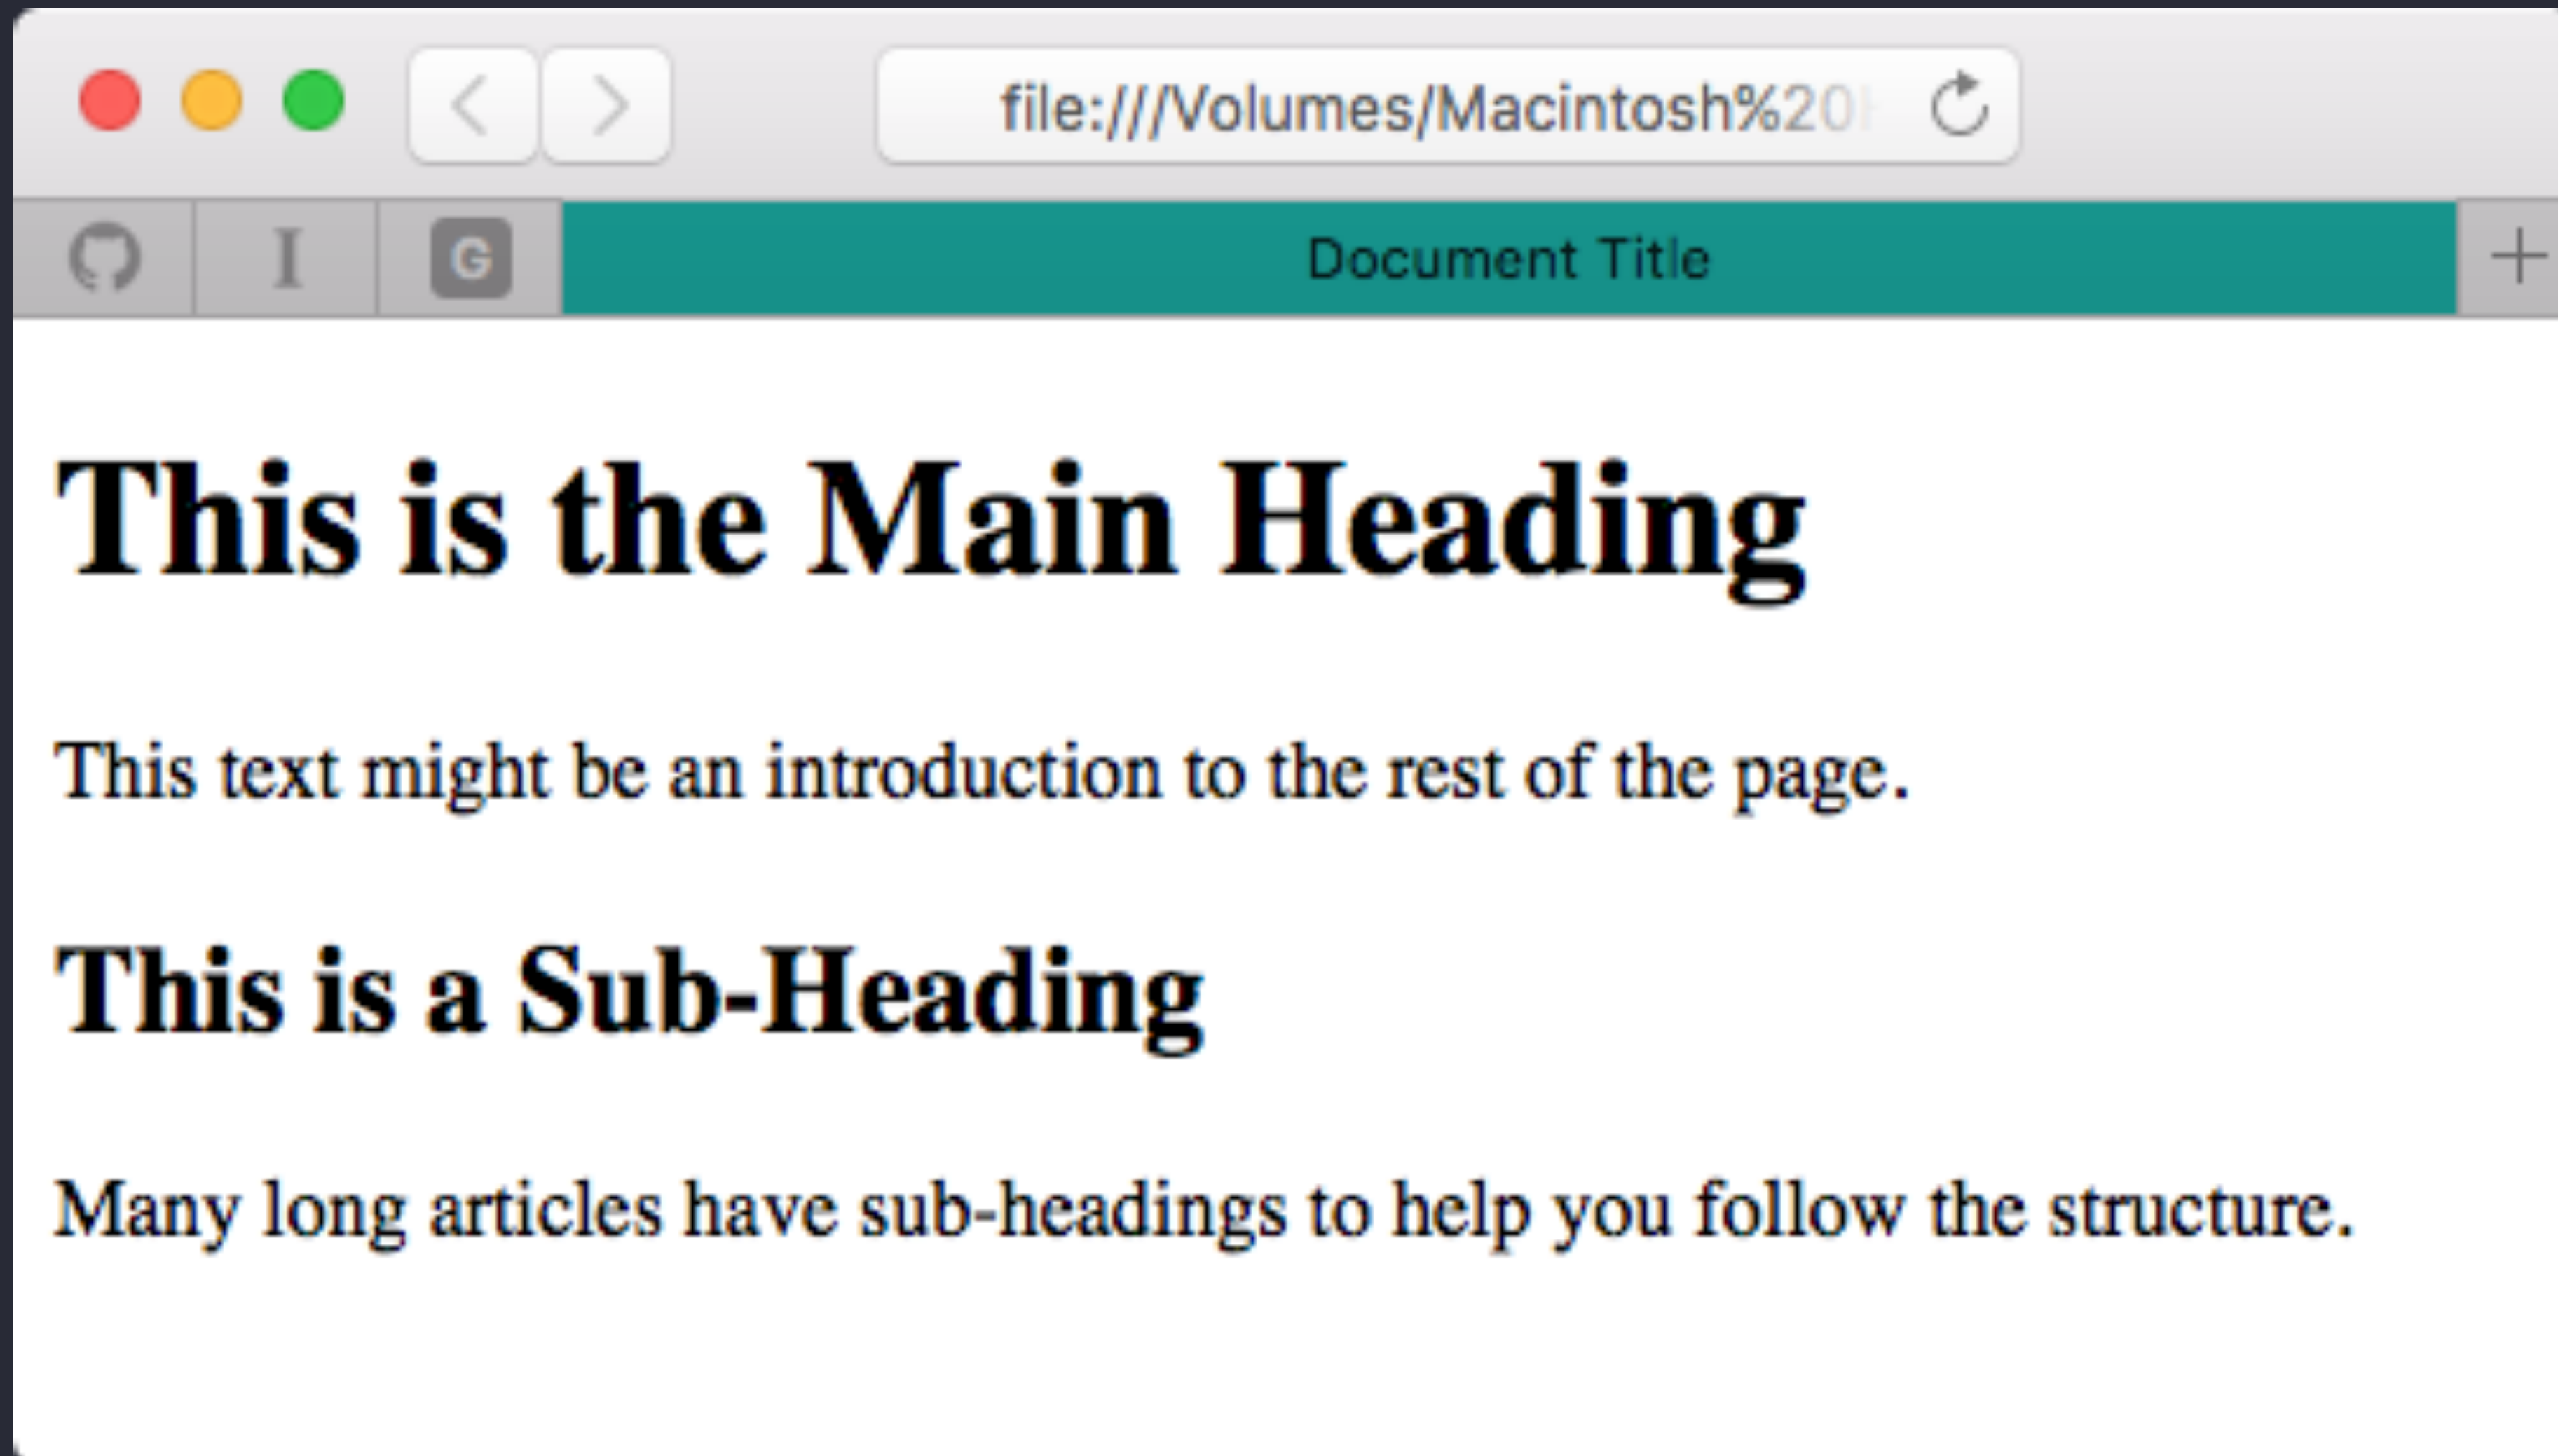 file:///Volumes/Macintosh%20
I
G
Document Title
This is the Main Heading
This text might be an introduction to the rest of the page.
This is a Sub-Heading
Many long articles have sub-headings to help you follow the structure.